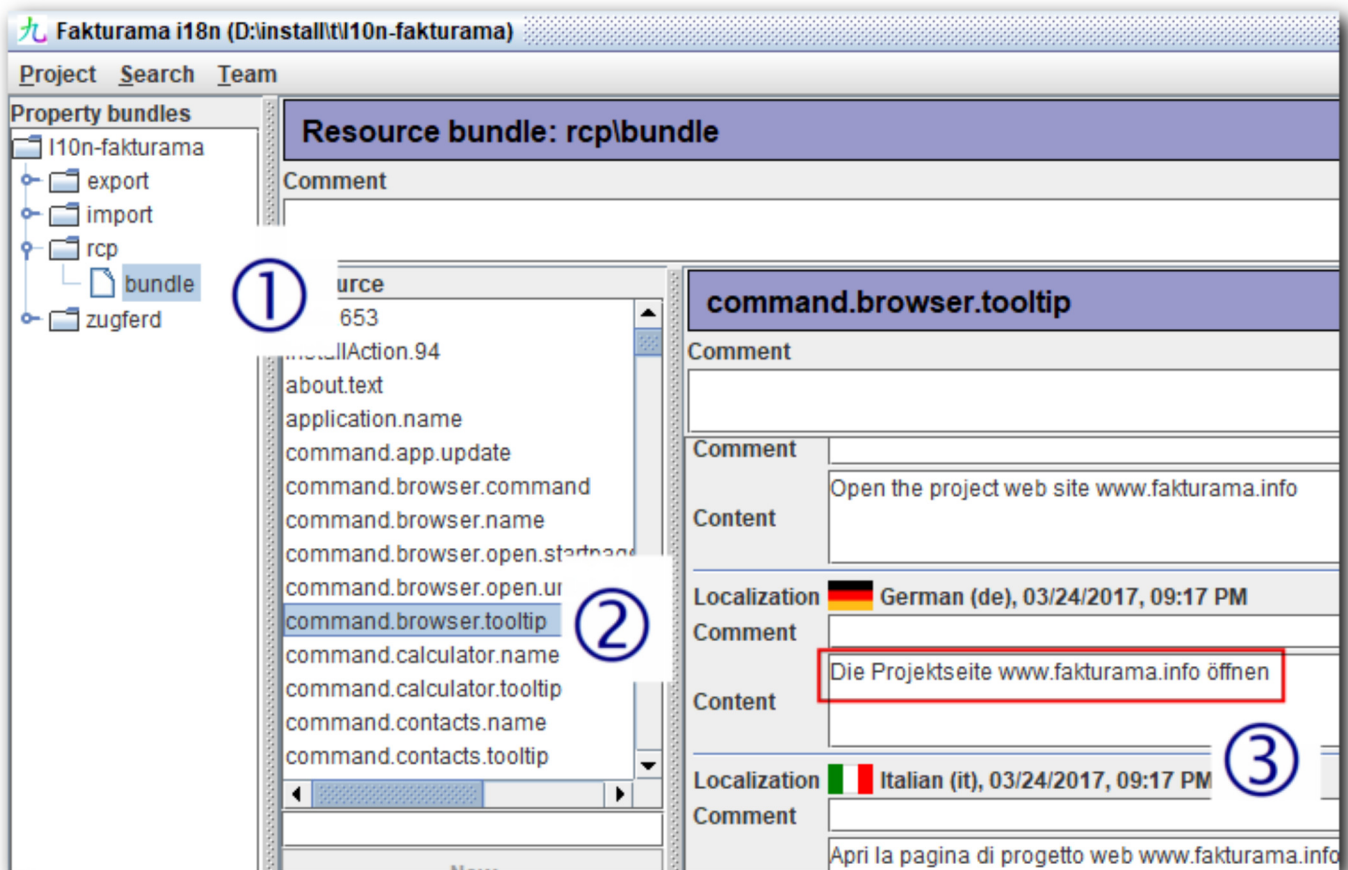 Fakturama i18n (D:\install\t\l10n-fakturama)
Project Search Team
Property bundles
l10n-fakturama
export
import
rcp
bundle
zugferd
Resource bundle: rcp\bundle
Comment
①
653
InstallAction.94
about.text
application.name
command.app.update
command.browser.command
command.browser.name
command.browser.open.startpage
command.browser.open.ur
command.browser.tooltip
command.calculator.name
command.calculator.tooltip
command.contacts.name
command.contacts.tooltip
②
command.browser.tooltip
Comment
Comment
Content
Open the project web site www.fakturama.info
Localization German (de), 03/24/2017, 09:17 PM
Comment
Content
Die Projektseite www.fakturama.info öffnen
③
Localization Italian (it), 03/24/2017, 09:17 PM
Comment
Apri la pagina di progetto web www.fakturama.info